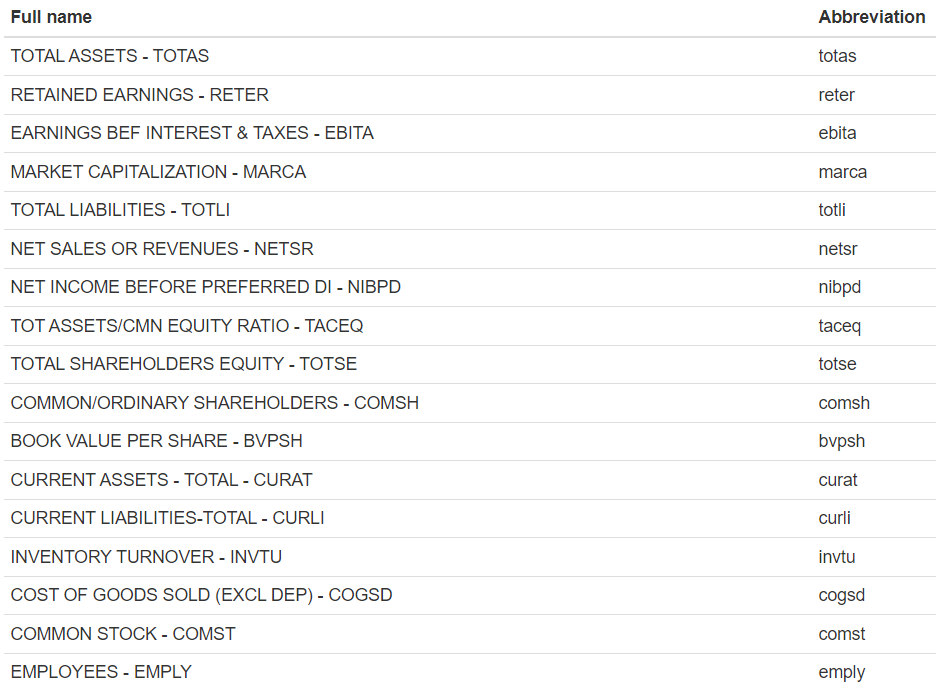 Full name Abbreviation
TOTAL ASSETS - TOTAS totas
RETAINED EARNINGS - RETER reter
EARNINGS BEF INTEREST & TAXES - EBITA ebita
MARKET CAPITALIZATION - MARCA marca
TOTAL LIABILITIES - TOTLI totli
NET SALES OR REVENUES - NETSR netsr
NET INCOME BEFORE PREFERRED DI - NIBPD nibpd
TOT ASSETS/CMN EQUITY RATIO - TACEQ taceq
TOTAL SHAREHOLDERS EQUITY - TOTSE totse
COMMON/ORDINARY SHAREHOLDERS - COMSH comsh
BOOK VALUE PER SHARE - BVPSH bvpsh
CURRENT ASSETS - TOTAL - CURAT curat
CURRENT LIABILITIES-TOTAL - CURLI curli
INVENTORY TURNOVER - INVTU invtu
COST OF GOODS SOLD (EXCL DEP) - COGSD cogsd
COMMON STOCK - COMST comst
EMPLOYEES - EMPLY emply